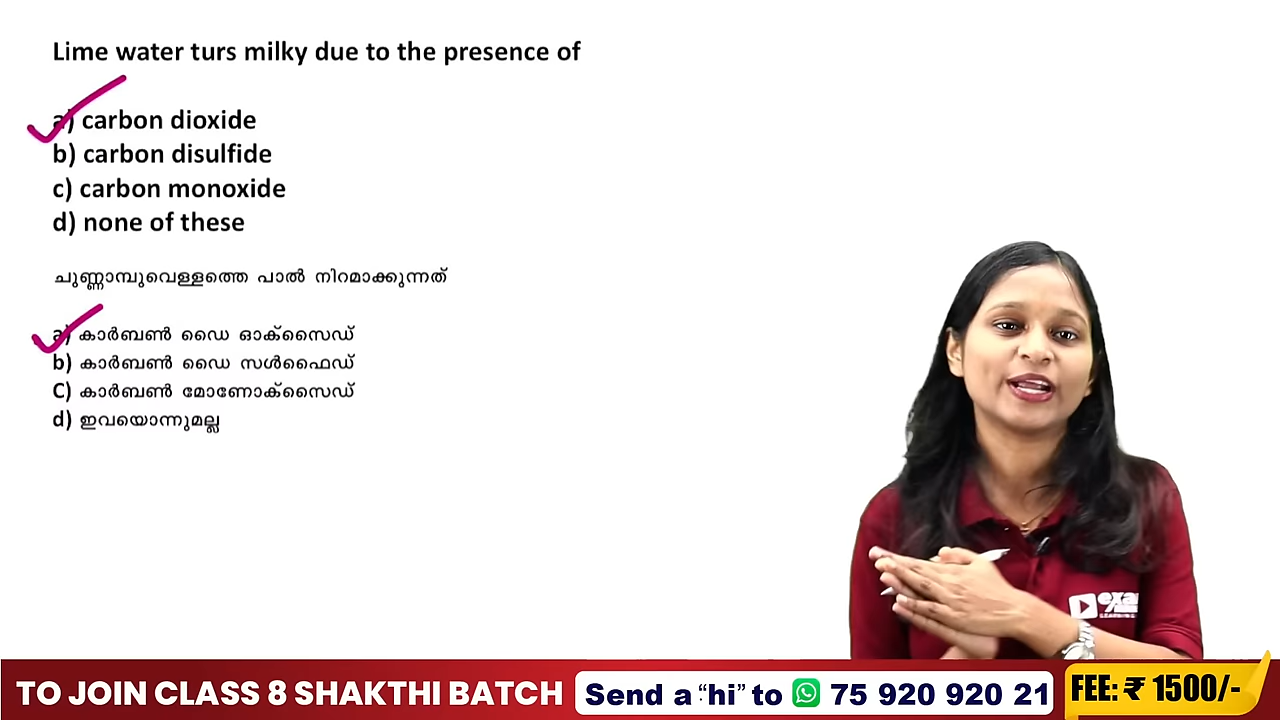 Lime water turs milky due to the presence of
a) carbon dioxide
b) carbon disulfide
c) carbon monoxide
d) none of these
ചുണ്ണാമ്പുവെള്ളത്തെ പാൽ നിറമാക്കുന്നത്
a) കാർബൺ ഡൈ ഓക്സൈഡ്
b) കാർബൺ ഡൈ സൾഫൈഡ്
C) കാർബൺ മോണോക്സൈഡ്
d) ഇവയൊന്നുമല്ല
TO JOIN CLASS 8 SHAKTHI BATCH
Send a “hi” to 75 920 920 21
FEE: ₹ 1500/-